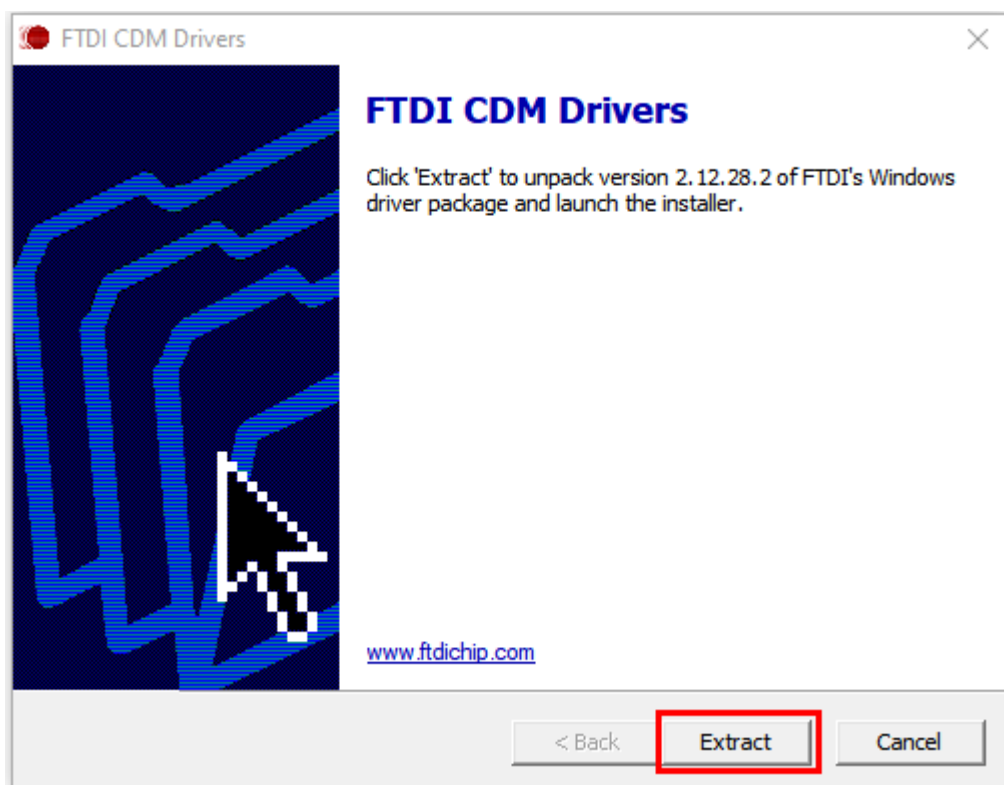 FTDI CDM Drivers
FTDI CDM Drivers
Click 'Extract' to unpack version 2.12.28.2 of FTDI's Windows
driver package and launch the installer.
www.ftdichip.com
< Back
Extract
Cancel